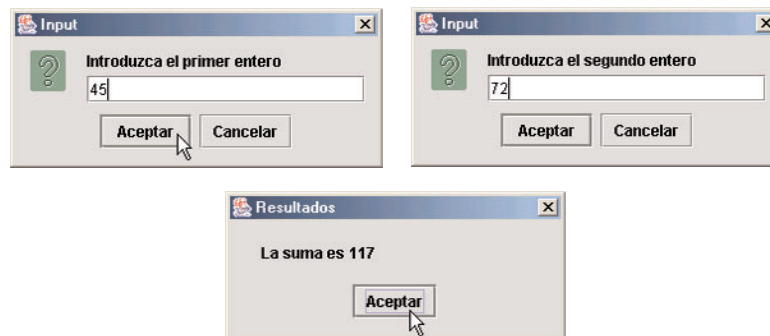 Input
Introduzca el primer entero
45
Aceptar Cancelar
Input
Introduzca el segundo entero
72
Aceptar Cancelar
Resultados
La suma es 117
Aceptar